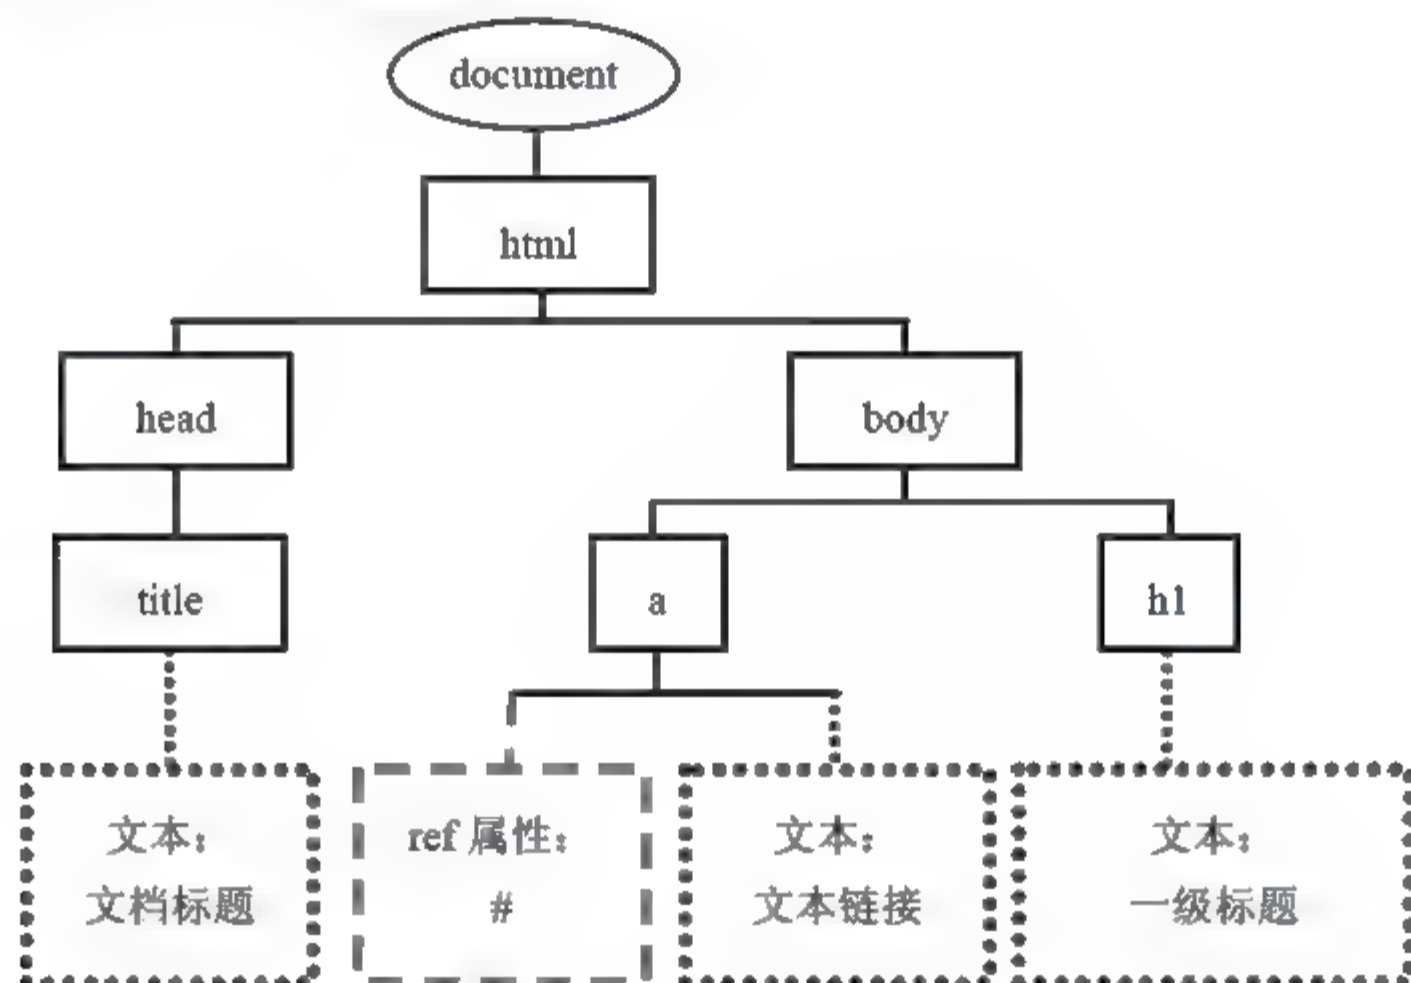 document
html
head
body
title
a
h1
文本：
文档标题
ref 属性：
#
文本：
文本链接
文本：
一级标题